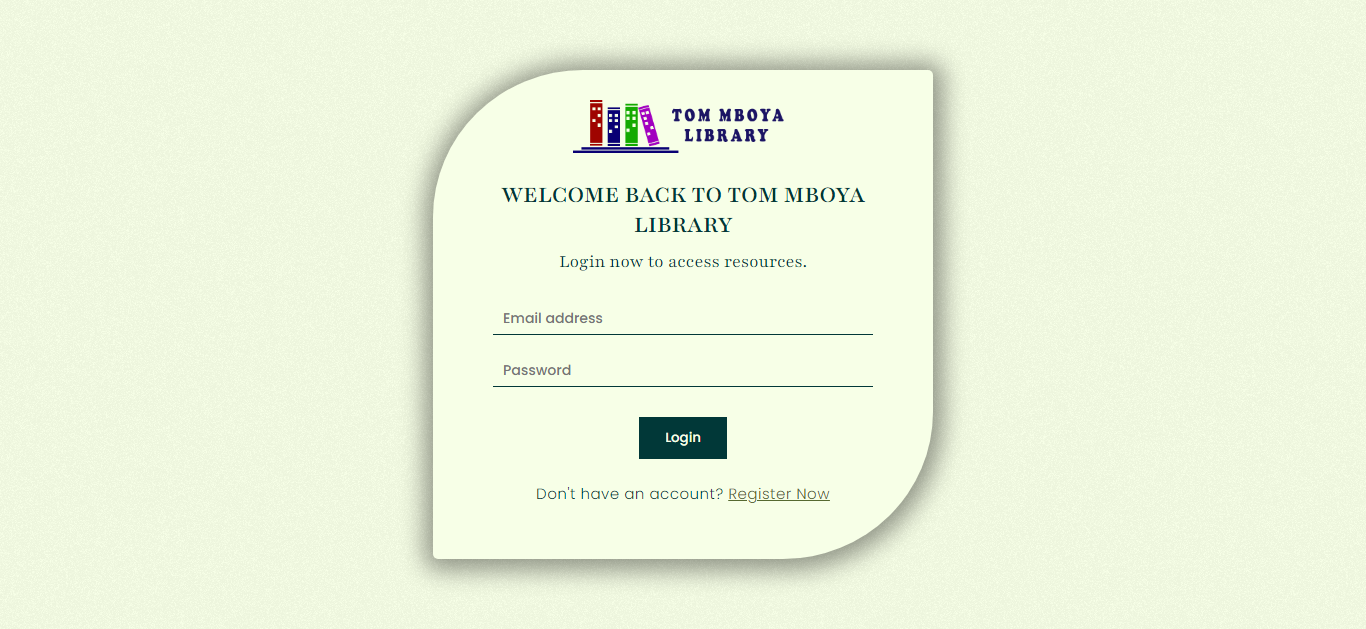 TOM MBOYA
LIBRARY
WELCOME BACK TO TOM MBOYA
LIBRARY
Login now to access resources.
Email address
Password
Login
Don't have an account? Register Now